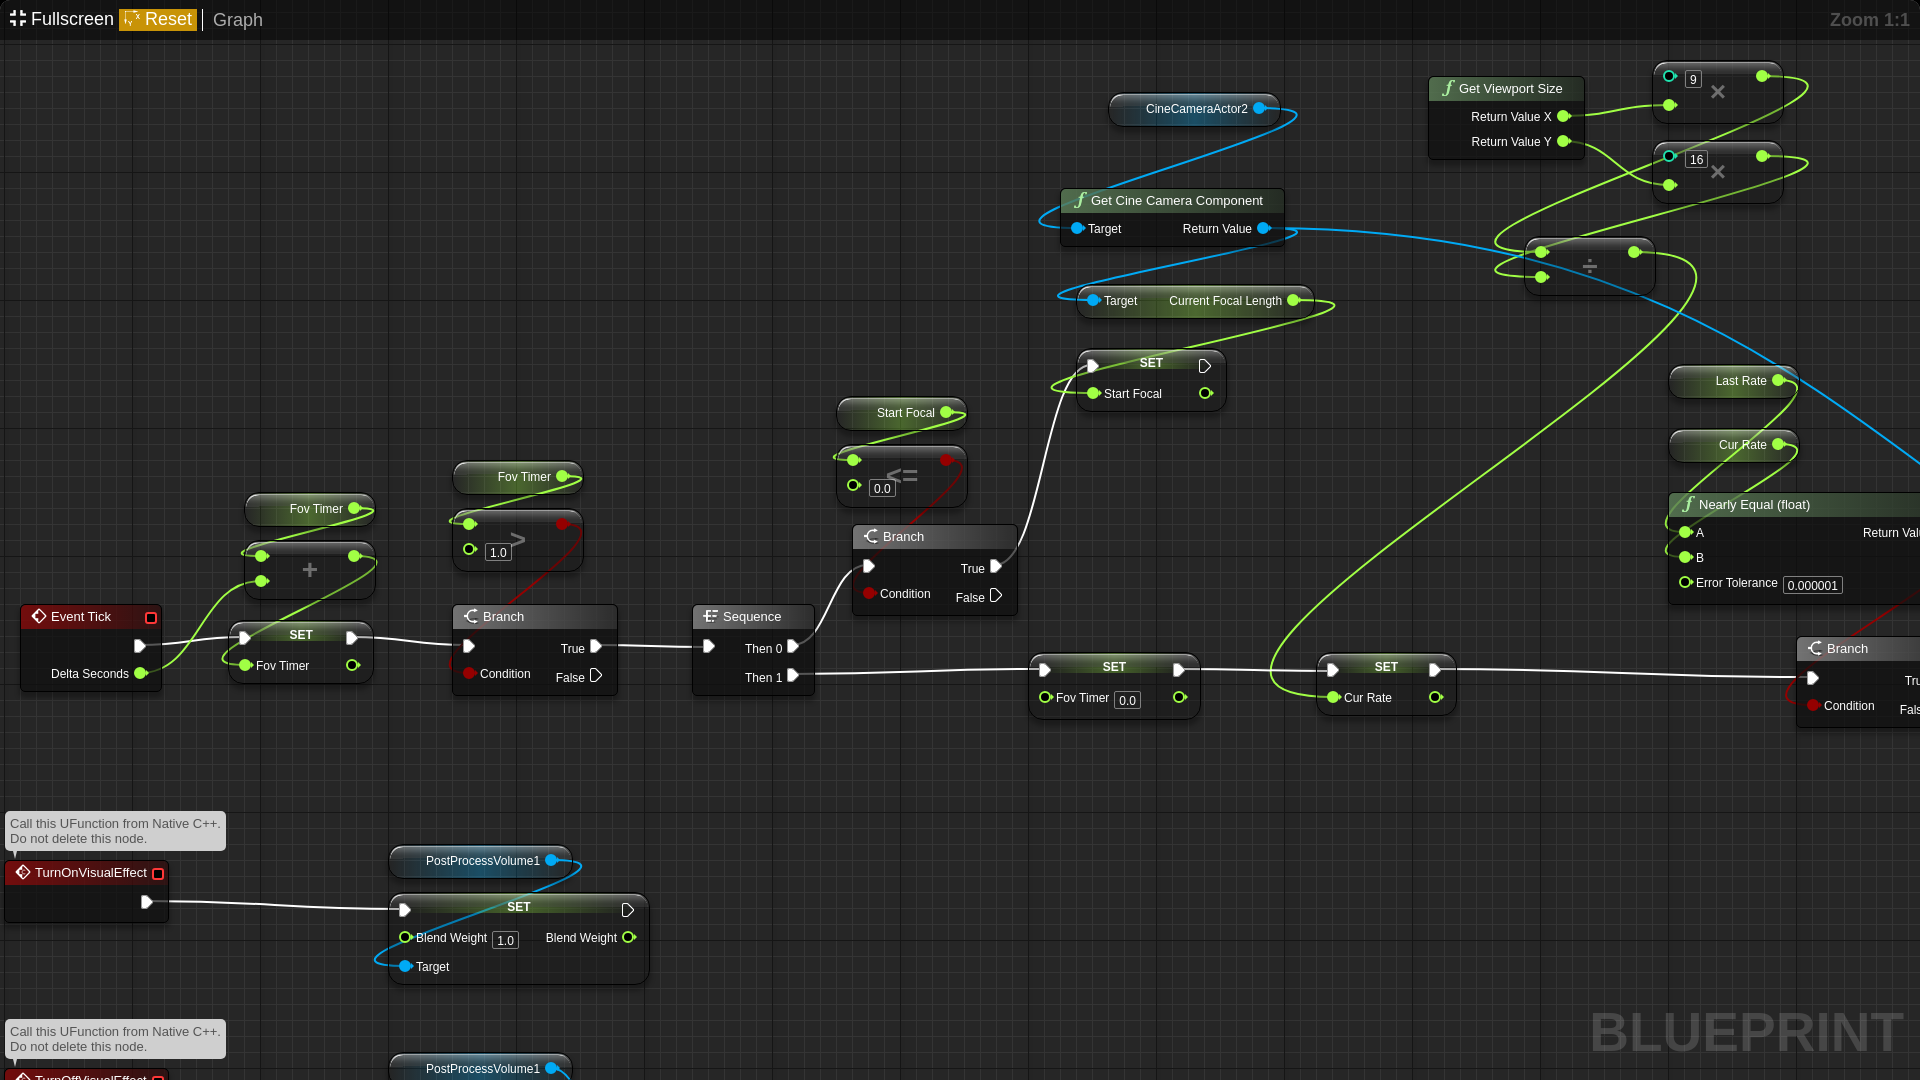 Fullscreen Reset Graph
Zoom 1:1
CineCameraActor2
Get Viewport Size
Return Value X
Return Value Y
9 ×
16 ×
Get Cine Camera Component
Target Return Value
÷
Target Current Focal Length
SET
Start Focal
Last Rate
Cur Rate
Start Focal
<=
0.0
Nearly Equal (float)
A
B
Error Tolerance 0.000001
Fov Timer
>
1.0
Fov Timer
+
Branch
True
Condition False
Event Tick
Delta Seconds
SET
Fov Timer
Branch
True
Condition False
Sequence
Then 0
Then 1
SET
Fov Timer 0.0
SET
Cur Rate
Branch
Condition
Call this UFunction from Native C++.
Do not delete this node.
TurnOnVisualEffect
PostProcessVolume1
SET
Blend Weight 1.0 Blend Weight
Target
Call this UFunction from Native C++.
Do not delete this node.
TurnOffVisualEffect
PostProcessVolume1
BLUEPRINT